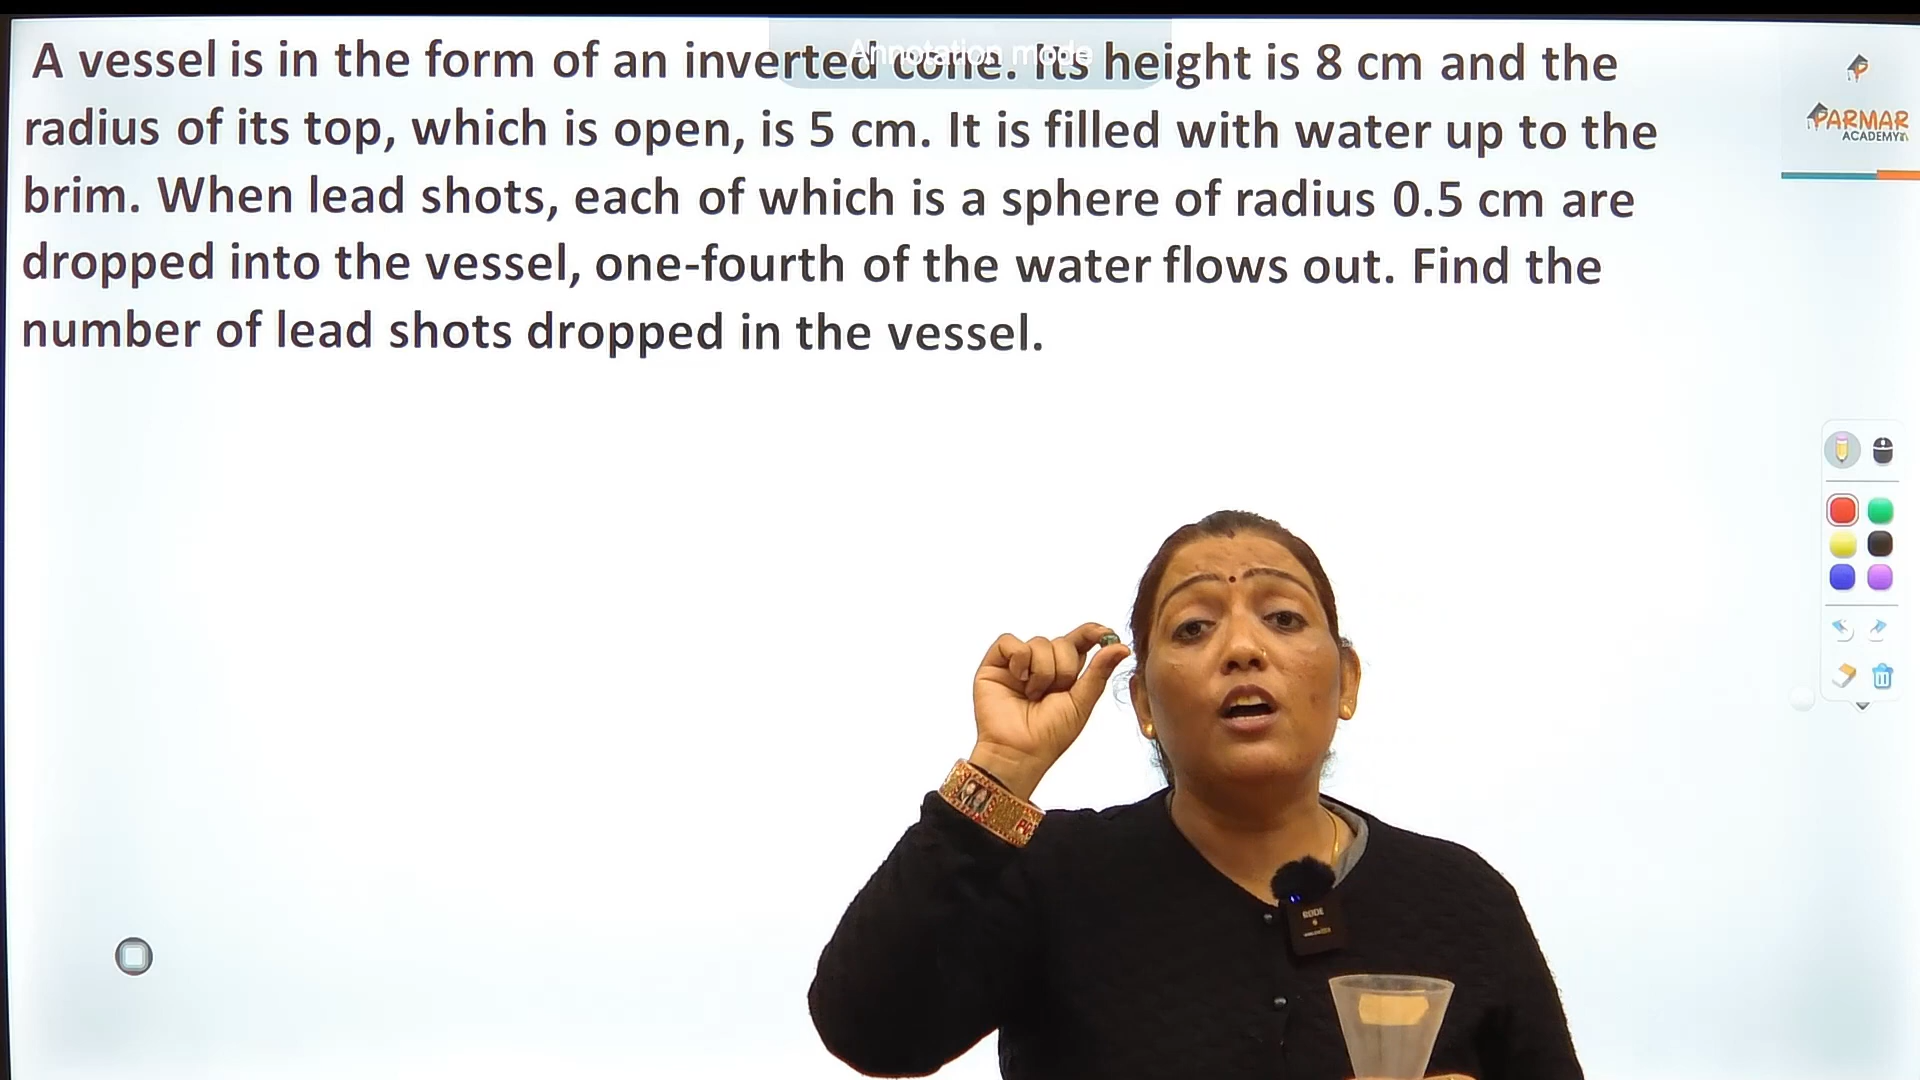 Annotation mode
A vessel is in the form of an inverted cone. Its height is 8 cm and the
radius of its top, which is open, is 5 cm. It is filled with water up to the
brim. When lead shots, each of which is a sphere of radius 0.5 cm are
dropped into the vessel, one-fourth of the water flows out. Find the
number of lead shots dropped in the vessel.
PARMAR
ACADEMY
RODE